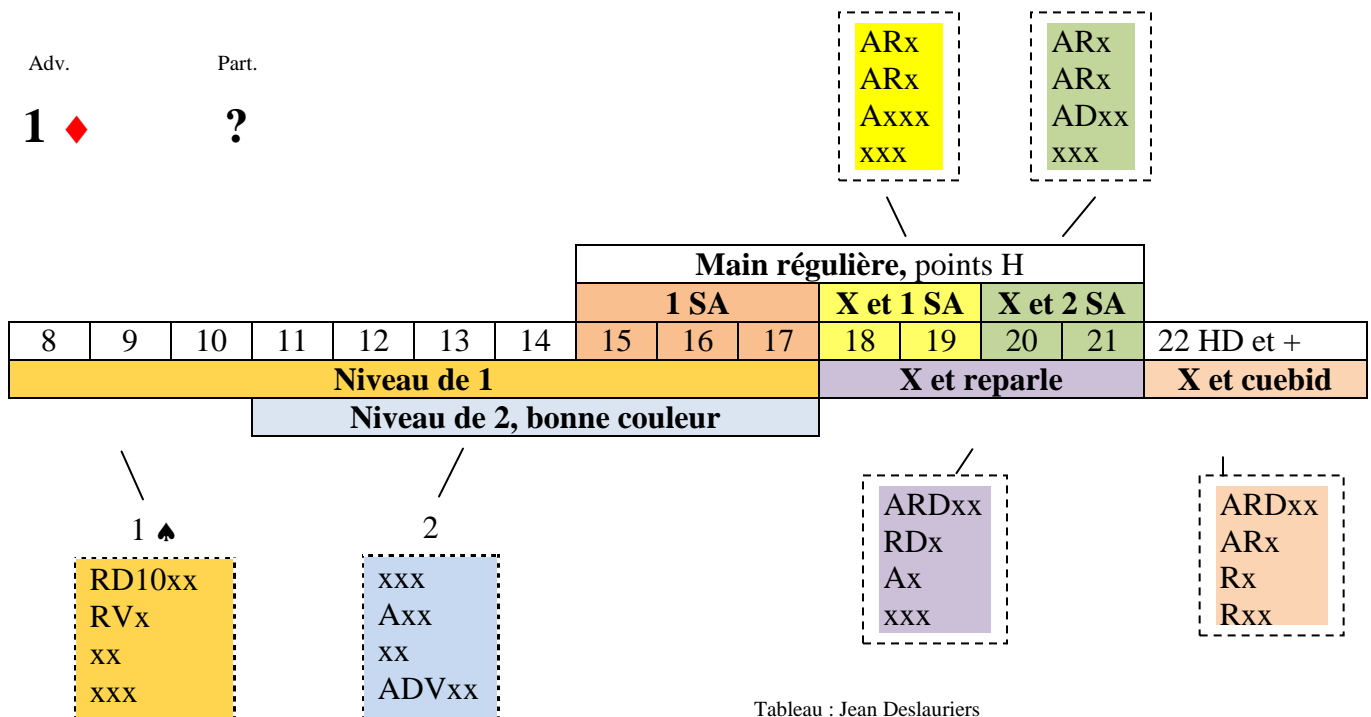 Adv. Part.
1 ♦ ?
ARx
ARx
Axxx
xxx
ARx
ARx
ADxx
xxx
Main régulière, points H
1 SA X et 1 SA X et 2 SA
8 9 10 11 12 13 14 15 16 17 18 19 20 21 22 HD et +
Niveau de 1 X et reparle X et cuebid
Niveau de 2, bonne couleur
1 ♠
RD10xx
RVx
xx
xxx
2
xxx
Axx
xx
ADVxx
ARDxx
RDx
Ax
xxx
ARDxx
ARx
Rx
Rxx
Tableau : Jean Deslauriers